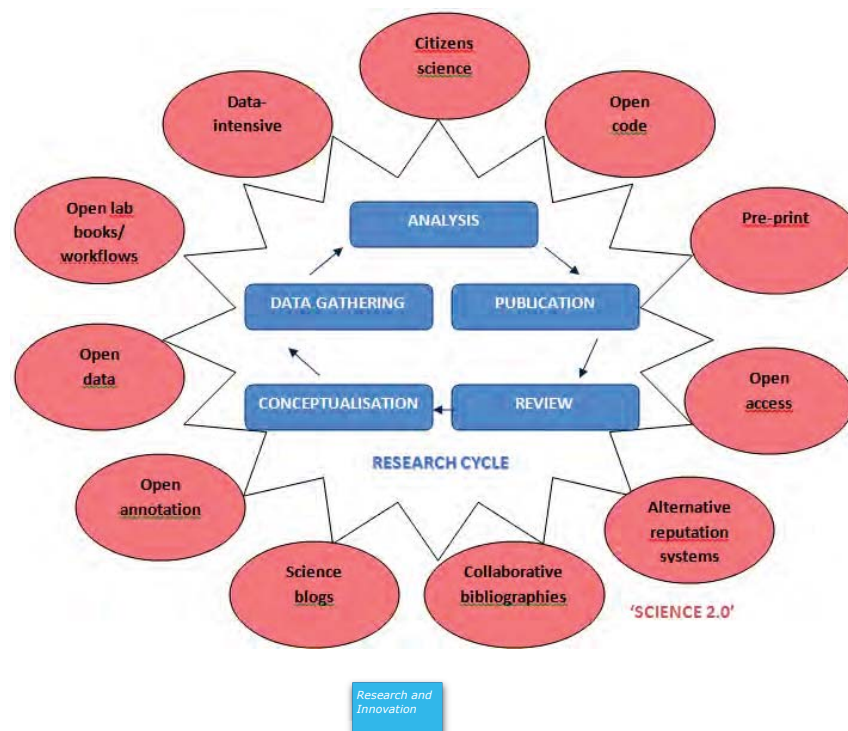 Citizens
science
Data-
intensive
Open
code
Open lab
books/
workflows
ANALYSIS
Pre-print
DATA GATHERING
PUBLICATION
Open
data
Open
access
CONCEPTUALISATION
REVIEW
RESEARCH CYCLE
Open
annotation
Alternative
reputation
systems
Science
blogs
Collaborative
bibliographies
‘SCIENCE 2.0’
Research and
Innovation